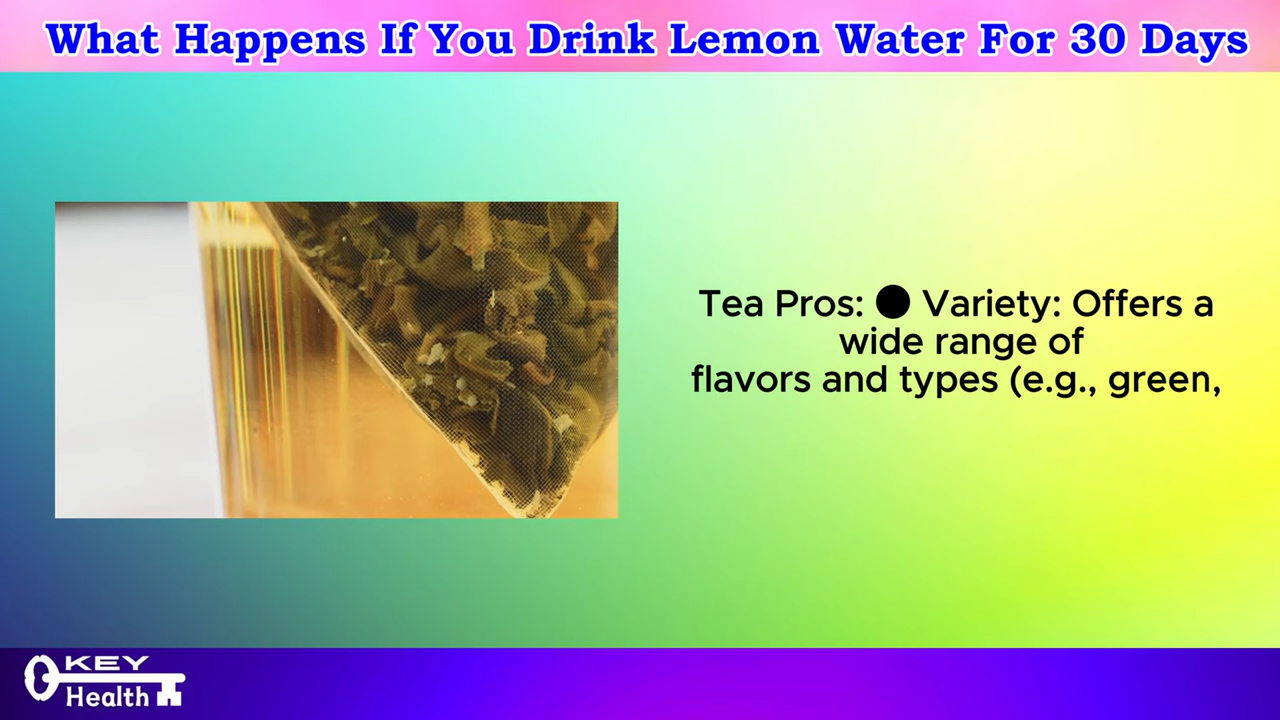 What Happens If You Drink Lemon Water For 30 Days
Tea Pros: ● Variety: Offers a
wide range of
flavors and types (e.g., green,
KEY
Health